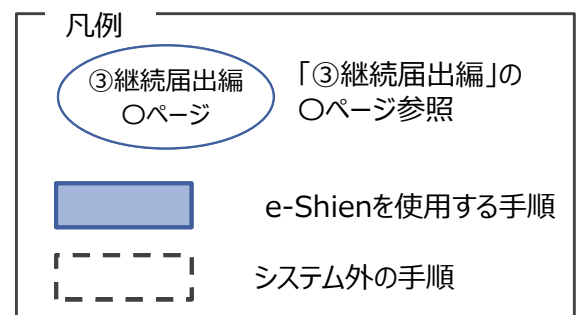 凡例
③継続届出編
〇ページ
「③継続届出編」の
〇ページ参照
e-Shienを使用する手順
システム外の手順